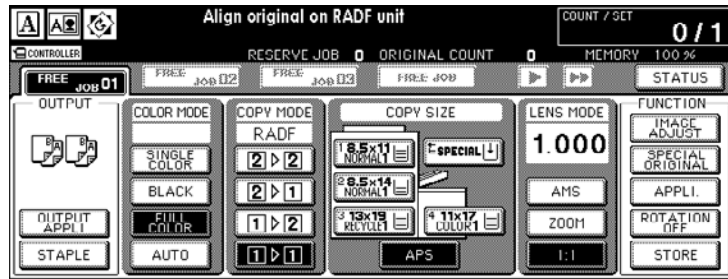 Align original on RADF unit
COUNT / SET
0 / 1
CONTROLLER
RESERVE JOB 0 ORIGINAL COUNT 0 MEMORY 100 %
FREE JOB 01
FREE JOB 02
FREE JOB 03
FREE JOB
STATUS
OUTPUT
OUTPUT
APPLI
STAPLE
COLOR MODE
SINGLE
COLOR
BLACK
FULL
COLOR
AUTO
COPY MODE
RADF
2 ▷ 2
2 ▷ 1
1 ▷ 2
1 ▷ 1
COPY SIZE
1 8.5x11
NORMAL1
SPECIAL
2 8.5x14
NORMAL1
3 13x19
RECYCLE1
4 11x17
COLOR1
APS
LENS MODE
1.000
AMS
ZOOM
1:1
FUNCTION
IMAGE
ADJUST
SPECIAL
ORIGINAL
APPLI.
ROTATION
OFF
STORE